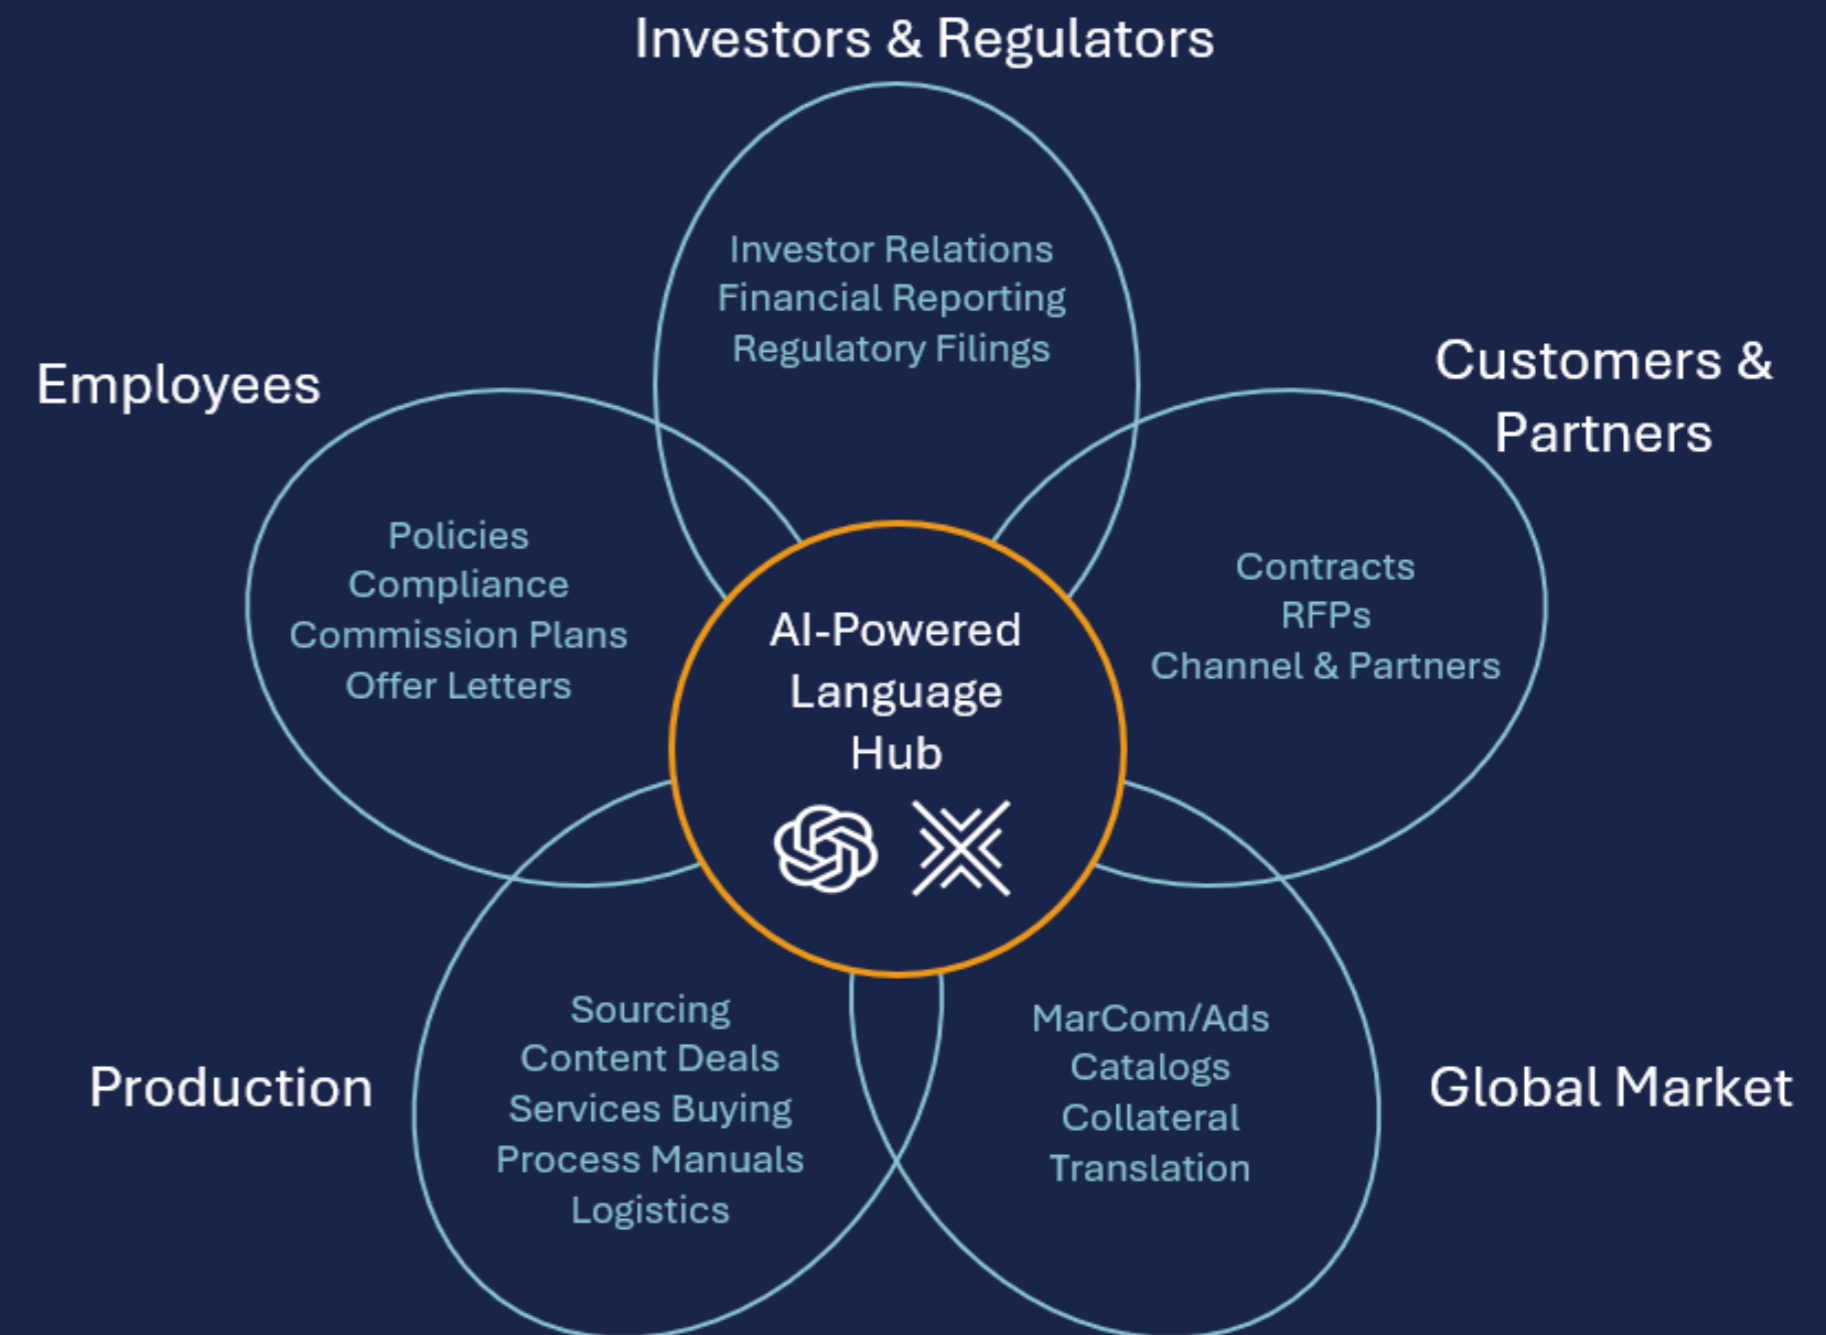 Investors & Regulators
Investor Relations
Financial Reporting
Regulatory Filings
Employees
Policies
Compliance
Commission Plans
Offer Letters
Customers &
Partners
Contracts
RFPs
Channel & Partners
AI-Powered
Language
Hub
Production
Sourcing
Content Deals
Services Buying
Process Manuals
Logistics
MarCom/Ads
Catalogs
Collateral
Translation
Global Market